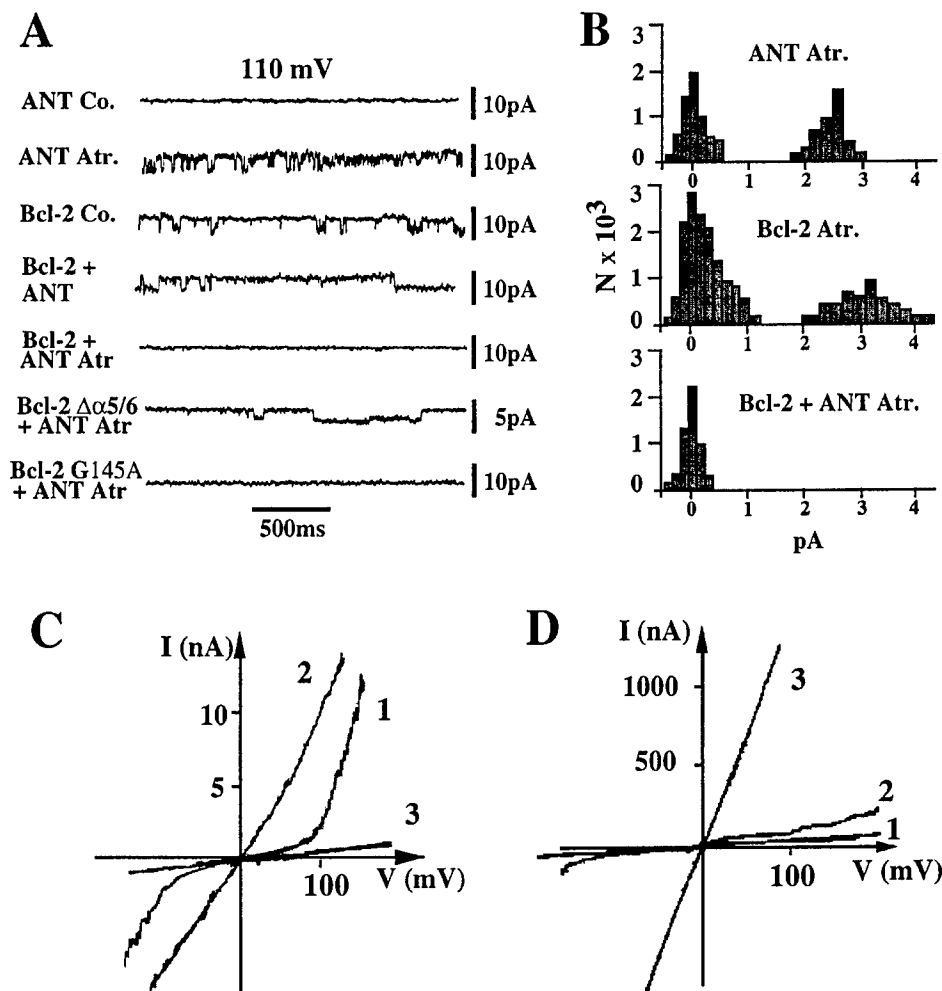 A
110 mV
ANT Co.
10pA
ANT Atr.
10pA
Bcl-2 Co.
10pA
Bcl-2 +
ANT
10pA
Bcl-2 +
ANT Atr
10pA
Bcl-2 Δα5/6
+ ANT Atr
5pA
Bcl-2 G145A
+ ANT Atr
10pA
500ms
B
N x 10³
ANT Atr.
3
2
1
0
0 1 2 3 4
Bcl-2 Atr.
3
2
1
0
0 1 2 3 4
Bcl-2 + ANT Atr.
3
2
1
0
0 1 2 3 4
pA
C
I (nA)
10
5
2
1
3
100
V (mV)
D
I (nA)
1000
500
3
2
1
100
V (mV)